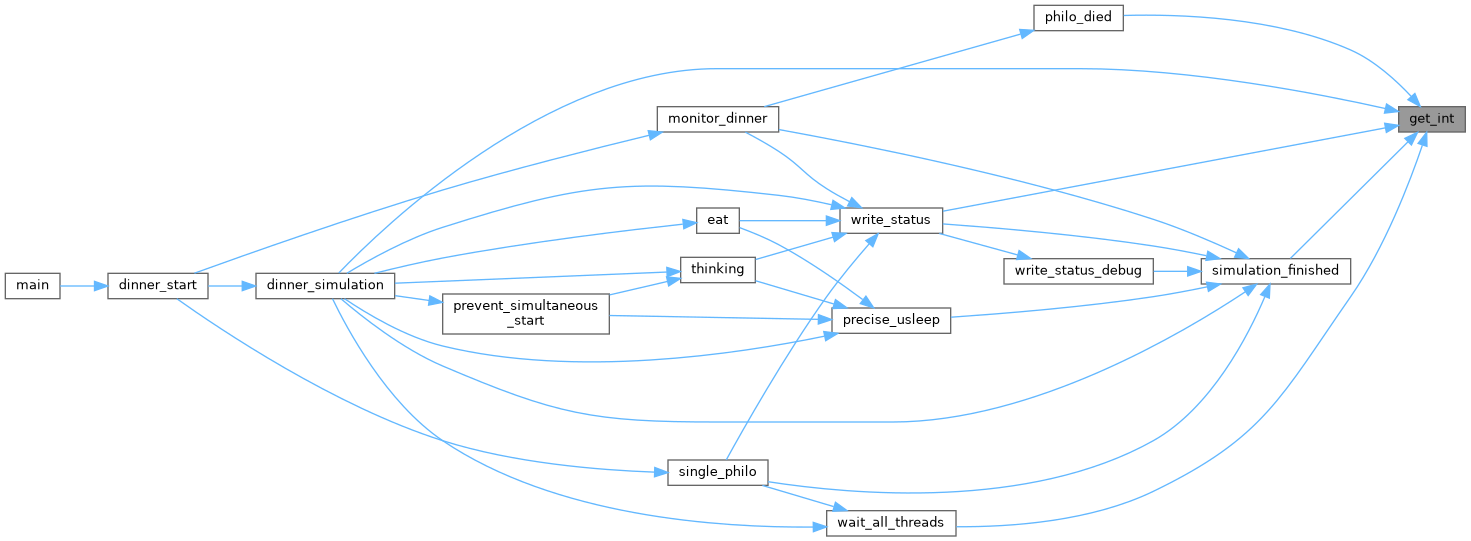 philo_died
get_int
monitor_dinner
eat
write_status
main
dinner_start
dinner_simulation
thinking
write_status_debug
simulation_finished
prevent_simultaneous
_start
precise_usleep
single_philo
wait_all_threads